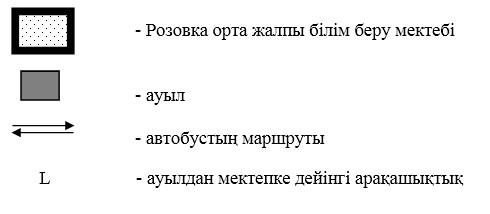 - Розовка орта жалпы білім беру мектебі
- ауыл
- автобустың маршруты
L - ауылдан мектепке дейінгі арақашықтық